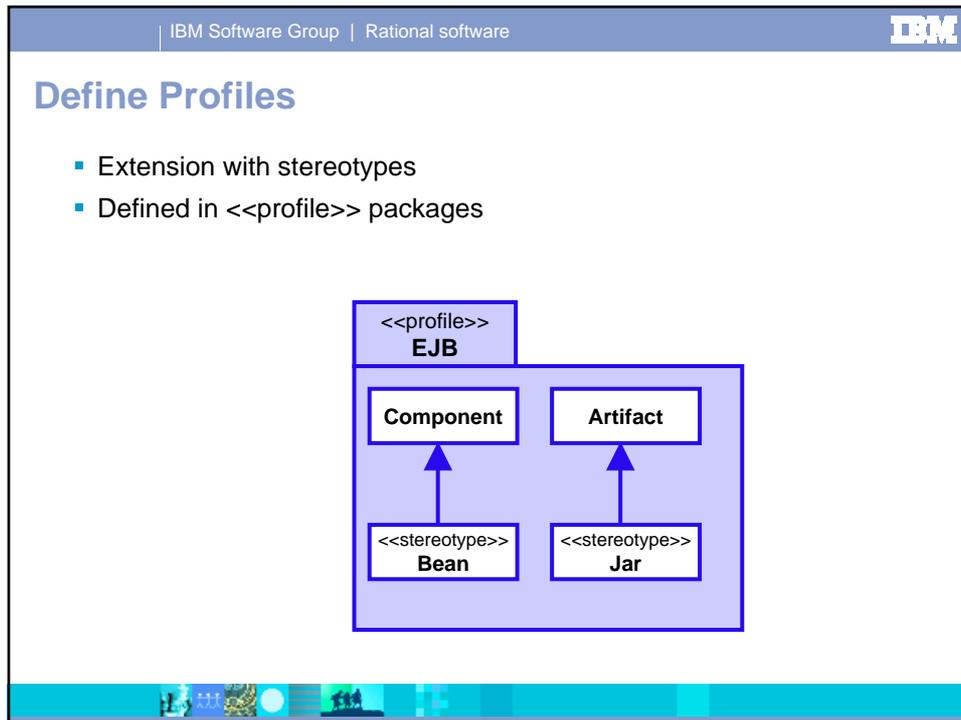 IBM Software Group | Rational software
IBM
Define Profiles
Extension with stereotypes
Defined in <<profile>> packages
<<profile>>
EJB
Component
Artifact
<<stereotype>>
Bean
<<stereotype>>
Jar